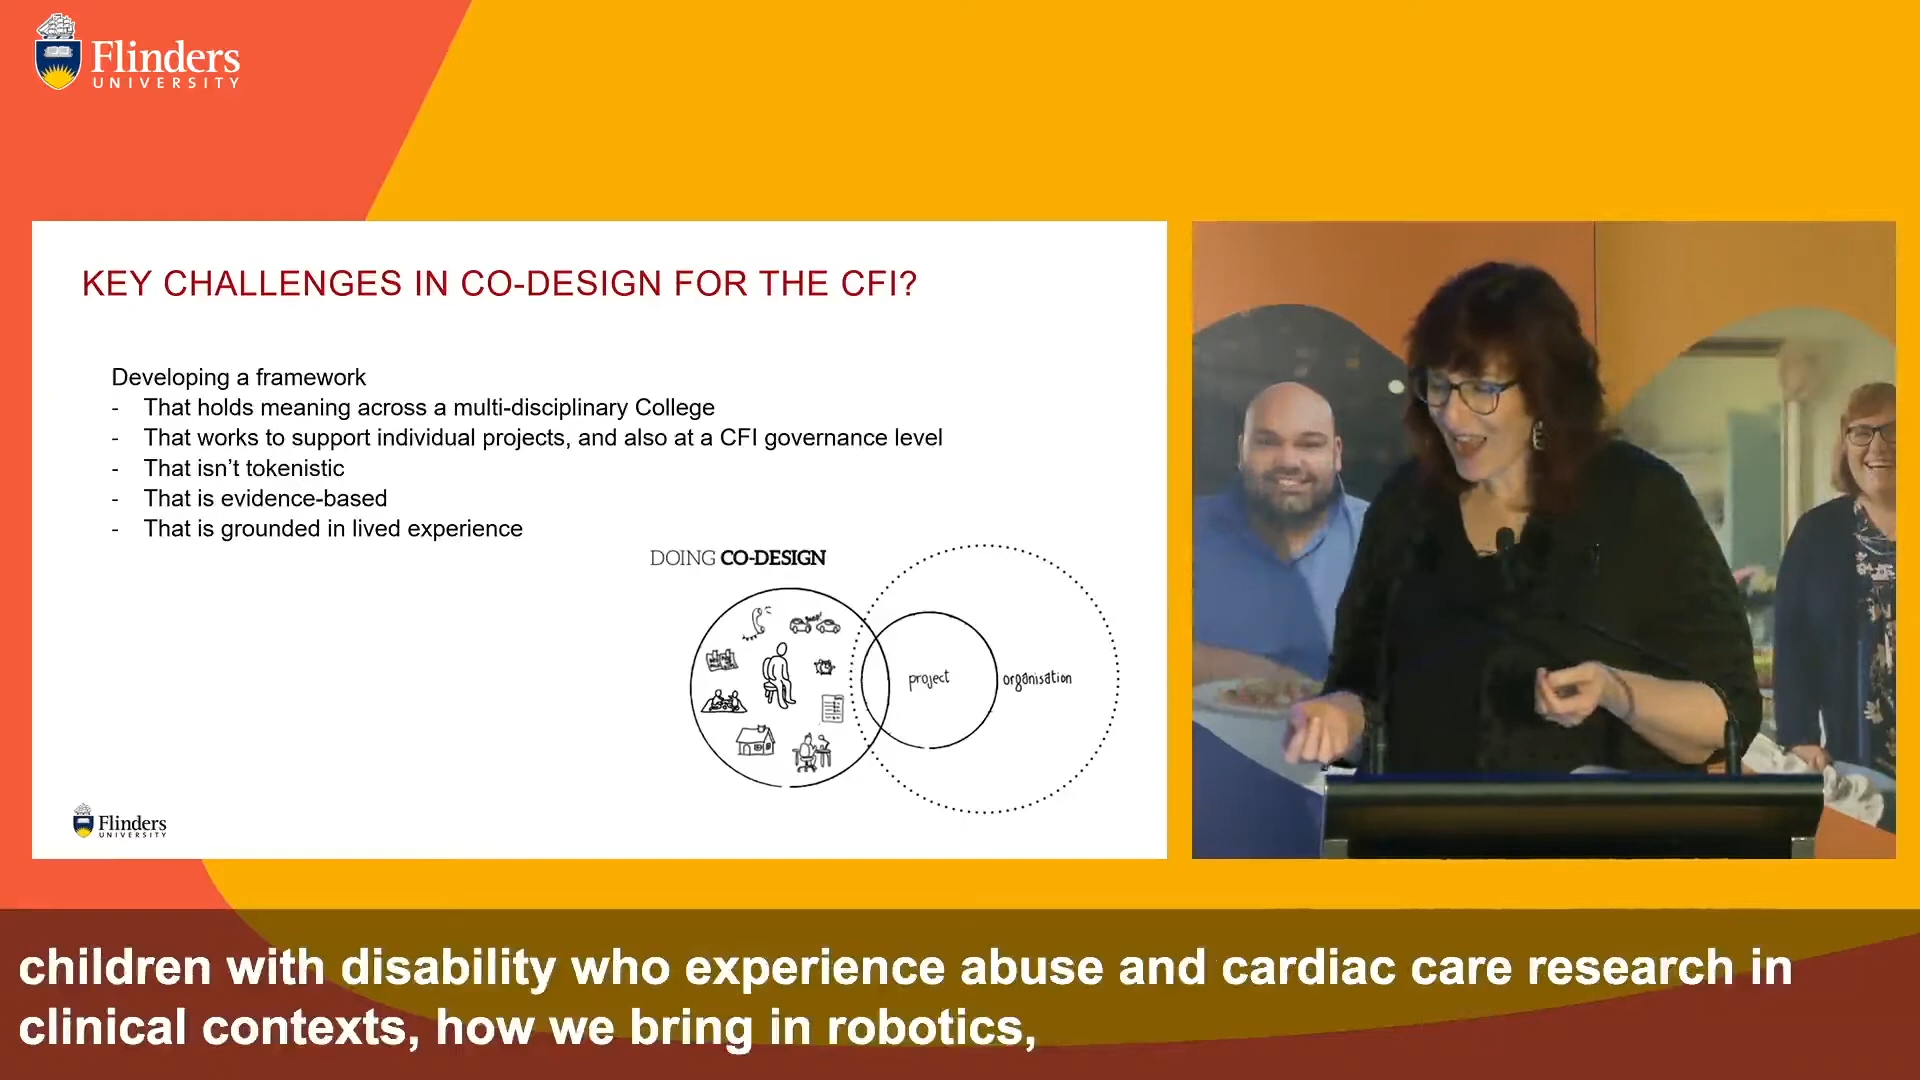 Flinders
UNIVERSITY
KEY CHALLENGES IN CO-DESIGN FOR THE CFI?
Developing a framework
- That holds meaning across a multi-disciplinary College
- That works to support individual projects, and also at a CFI governance level
- That isn't tokenistic
- That is evidence-based
- That is grounded in lived experience
DOING CO-DESIGN
project
organisation
Flinders
UNIVERSITY
children with disability who experience abuse and cardiac care research in
clinical contexts, how we bring in robotics,